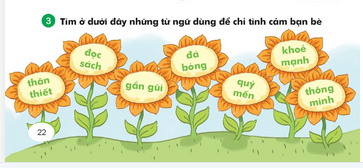 3 Tìm ở dưới đây những từ ngữ dùng để chỉ tình cảm bạn bè
thân
thiết
đọc
sách
gần gũi
đá
bóng
quý
mến
khoẻ
mạnh
thông
minh
22